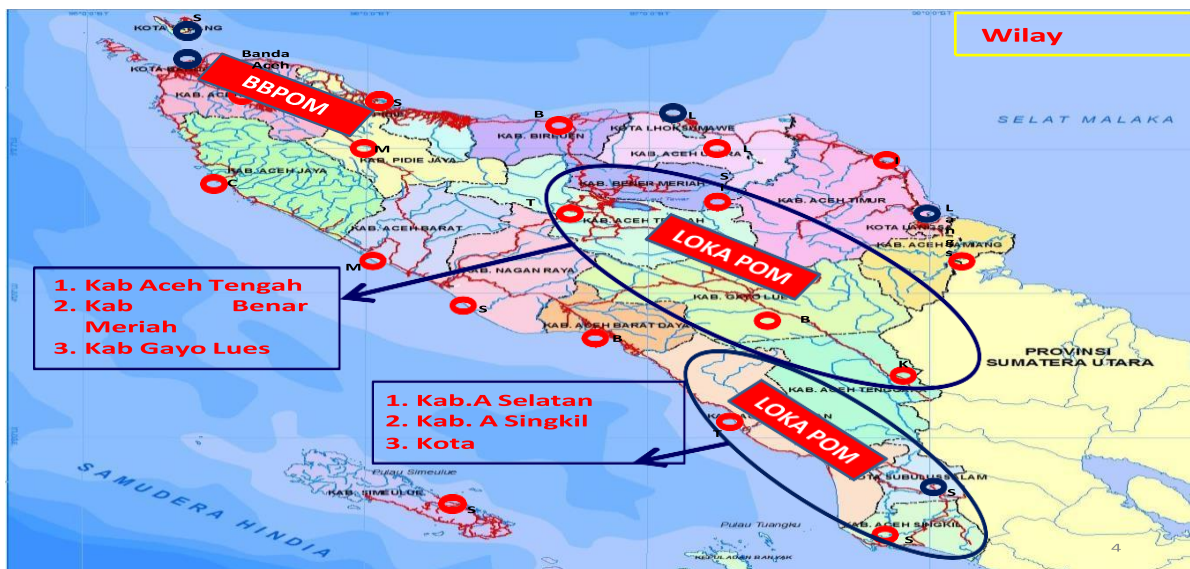 Wilay
KOTA
S
Banda
Aceh
BBPOM
SELAT MALAKA
KAB. BIREUEN
B
L
KOTA LHOKSUMAWE
S
M
KAB. PIDIE JAYA
KAB. ACEH JAYA
C
L
KAB. BENER MERIAH
KAB. ACEH TIMUR
T
KAB. ACEH TENGAH
KAB. ACEH BARAT
KOTA LANGSA
LOKA POM
M
KAB. NAGAN RAYA
KAB. GAYO LUES
S
B
KAB. ACEH BARAT DAYA
B
1. Kab Aceh Tengah
2. Kab Benar
Meriah
3. Kab Gayo Lues
PROVINSI
SUMATERA UTARA
K
1. Kab.A Selatan
2. Kab. A Singkil
3. Kota
LOKA POM
T
SAMUDERA HINDIA
Pulau Simeulue
KAB. SIMEULUE
S
KOTA SUBULUSSALAM
S
Pulau Tuangku
KAB. ACEH SINGKIL
S
KEPULAUAN BANYAK
4